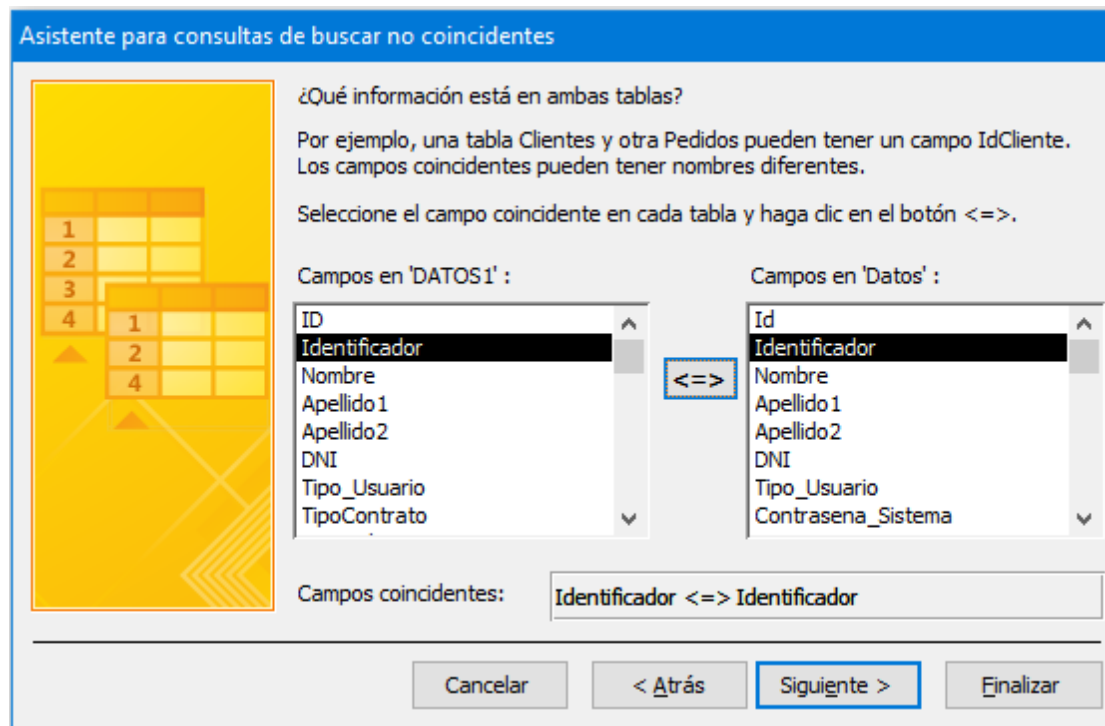 Asistente para consultas de buscar no coincidentes
¿Qué información está en ambas tablas?
Por ejemplo, una tabla Clientes y otra Pedidos pueden tener un campo IdCliente.
Los campos coincidentes pueden tener nombres diferentes.
Seleccione el campo coincidente en cada tabla y haga clic en el botón <=>.
1
2
3
4
1
2
4
Campos en 'DATOS1' :
ID
Identificador
Nombre
Apellido1
Apellido2
DNI
Tipo_Usuario
TipoContrato
<=>
Campos en 'Datos' :
Id
Identificador
Nombre
Apellido1
Apellido2
DNI
Tipo_Usuario
Contrasena_Sistema
Campos coincidentes:
Identificador <=> Identificador
Cancelar
< Atrás
Siguiente >
Finalizar